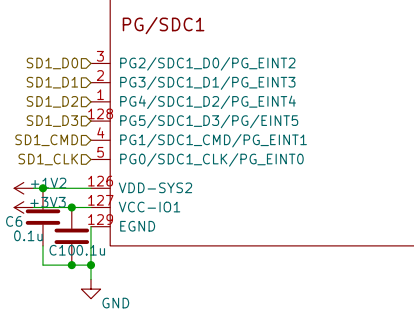 PG/SDC1
SD1_D0 3 PG2/SDC1_D0/PG_EINT2
SD1_D1 2 PG3/SDC1_D1/PG_EINT3
SD1_D2 1 PG4/SDC1_D2/PG_EINT4
SD1_D3 128 PG5/SDC1_D3/PG/EINT5
SD1_CMD 4 PG1/SDC1_CMD/PG_EINT1
SD1_CLK 5 PG0/SDC1_CLK/PG_EINT0
+1V2 126 VDD-SYS2
+3V3 127 VCC-IO1
C6 129 EGND
0.1u
C10 0.1u
GND